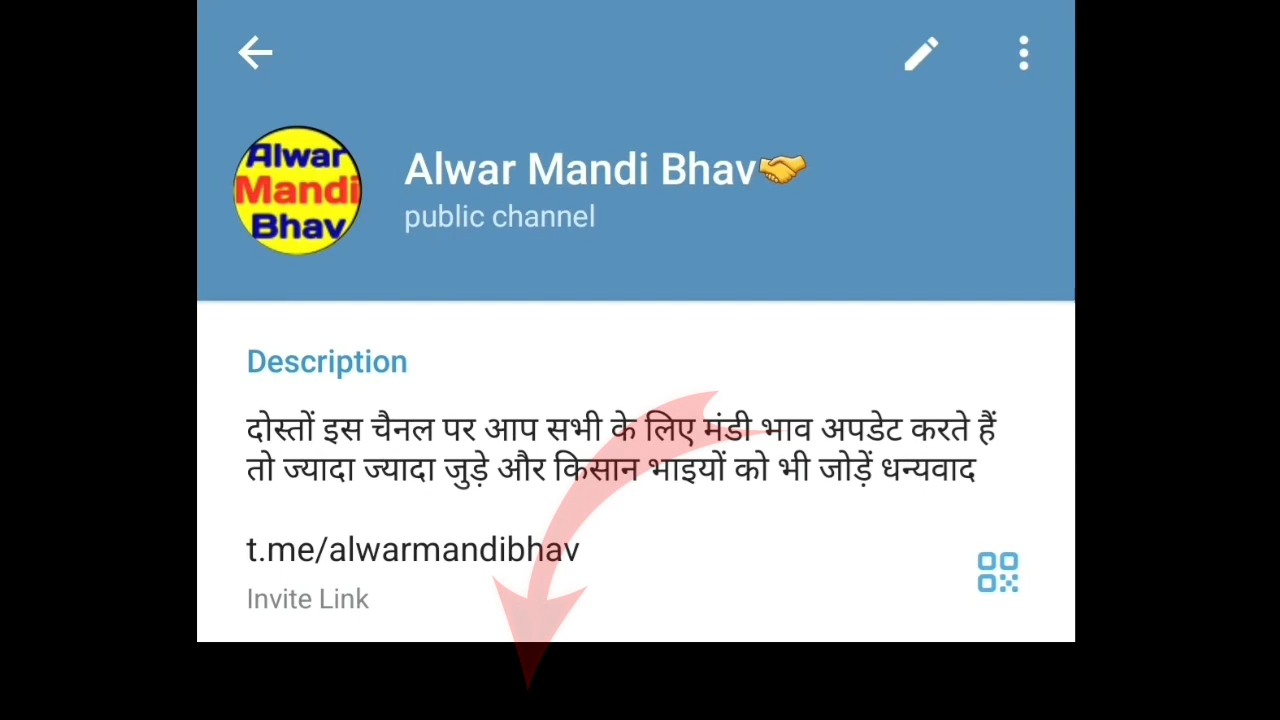 Alwar
Mandi
Bhav
Alwar Mandi Bhav🤝
public channel
Description
दोस्तों इस चैनल पर आप सभी के लिए मंडी भाव अपडेट करते हैं
तो ज्यादा ज्यादा जुड़े और किसान भाइयों को भी जोड़ें धन्यवाद
t.me/alwarmandibhav
Invite Link